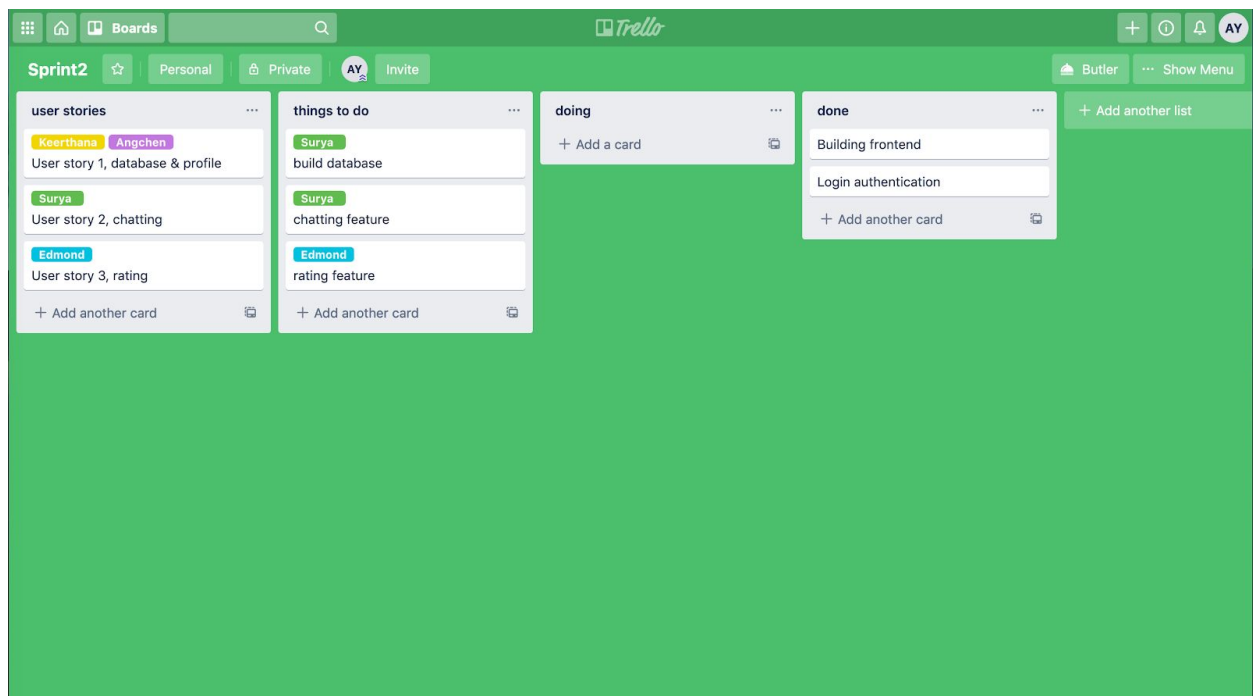 Boards
Trello
AY
Sprint2
Personal
Private
AY
Invite
Butler
... Show Menu
user stories
Keerthana Angchen
User story 1, database & profile
Surya
User story 2, chatting
Edmond
User story 3, rating
+ Add another card
things to do
Surya
build database
Surya
chatting feature
Edmond
rating feature
+ Add another card
doing
+ Add a card
done
Building frontend
Login authentication
+ Add another card
+ Add another list